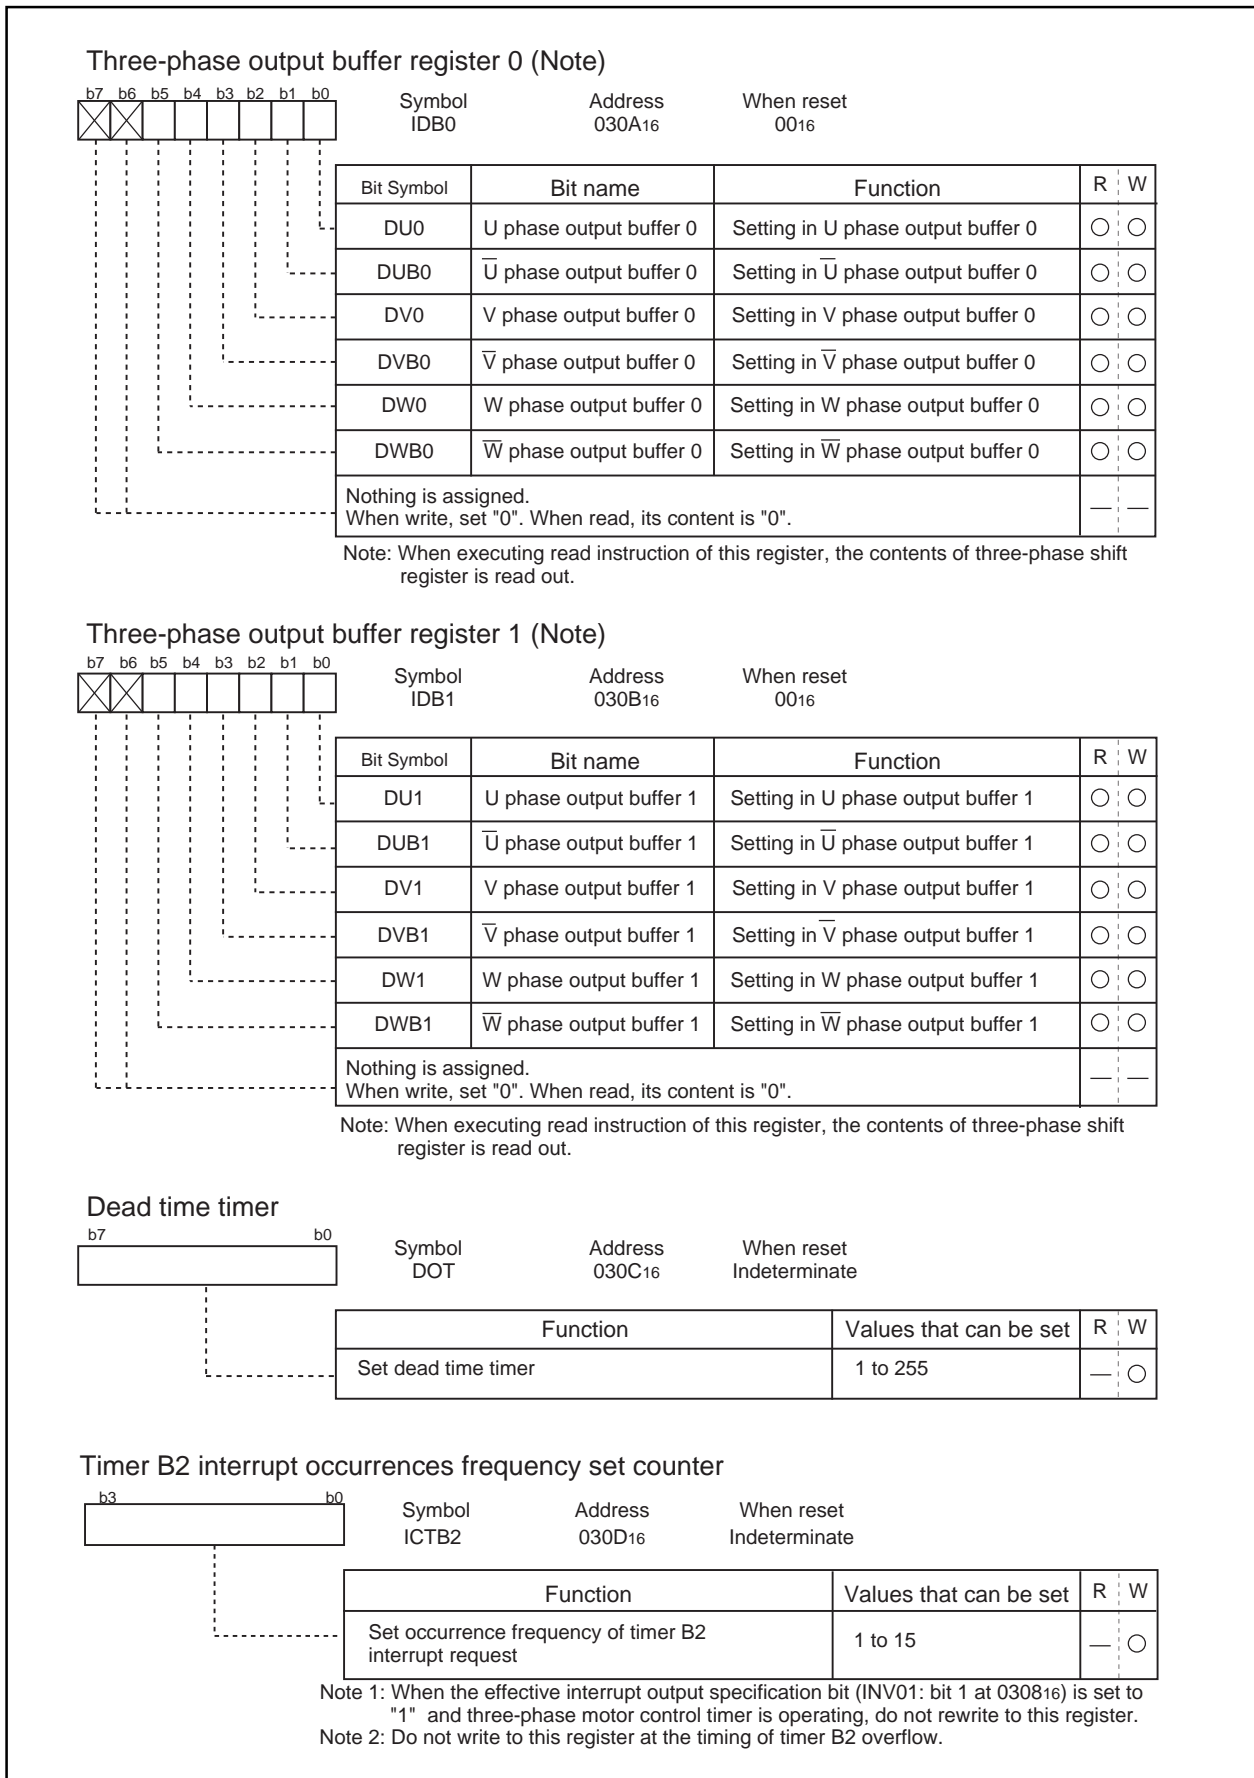 Three-phase output buffer register 0 (Note)
b7 b6 b5 b4 b3 b2 b1 b0
Symbol Address When reset
IDB0 030A16 0016
Bit Symbol Bit name Function R W
DU0 U phase output buffer 0 Setting in U phase output buffer 0
DUB0 U̅ phase output buffer 0 Setting in U̅ phase output buffer 0
DV0 V phase output buffer 0 Setting in V phase output buffer 0
DVB0 V̅ phase output buffer 0 Setting in V̅ phase output buffer 0
DW0 W phase output buffer 0 Setting in W phase output buffer 0
DWB0 W̅ phase output buffer 0 Setting in W̅ phase output buffer 0
Nothing is assigned.
When write, set "0". When read, its content is "0". — —
Note: When executing read instruction of this register, the contents of three-phase shift
register is read out.
Three-phase output buffer register 1 (Note)
b7 b6 b5 b4 b3 b2 b1 b0
Symbol Address When reset
IDB1 030B16 0016
Bit Symbol Bit name Function R W
DU1 U phase output buffer 1 Setting in U phase output buffer 1
DUB1 U̅ phase output buffer 1 Setting in U̅ phase output buffer 1
DV1 V phase output buffer 1 Setting in V phase output buffer 1
DVB1 V̅ phase output buffer 1 Setting in V̅ phase output buffer 1
DW1 W phase output buffer 1 Setting in W phase output buffer 1
DWB1 W̅ phase output buffer 1 Setting in W̅ phase output buffer 1
Nothing is assigned.
When write, set "0". When read, its content is "0". — —
Note: When executing read instruction of this register, the contents of three-phase shift
register is read out.
Dead time timer
b7 b0
Symbol Address When reset
DOT 030C16 Indeterminate
Function Values that can be set R W
Set dead time timer 1 to 255 —
Timer B2 interrupt occurrences frequency set counter
b3 b0
Symbol Address When reset
ICTB2 030D16 Indeterminate
Function Values that can be set R W
Set occurrence frequency of timer B2
interrupt request 1 to 15 —
Note 1: When the effective interrupt output specification bit (INV01: bit 1 at 030816) is set to
"1" and three-phase motor control timer is operating, do not rewrite to this register.
Note 2: Do not write to this register at the timing of timer B2 overflow.